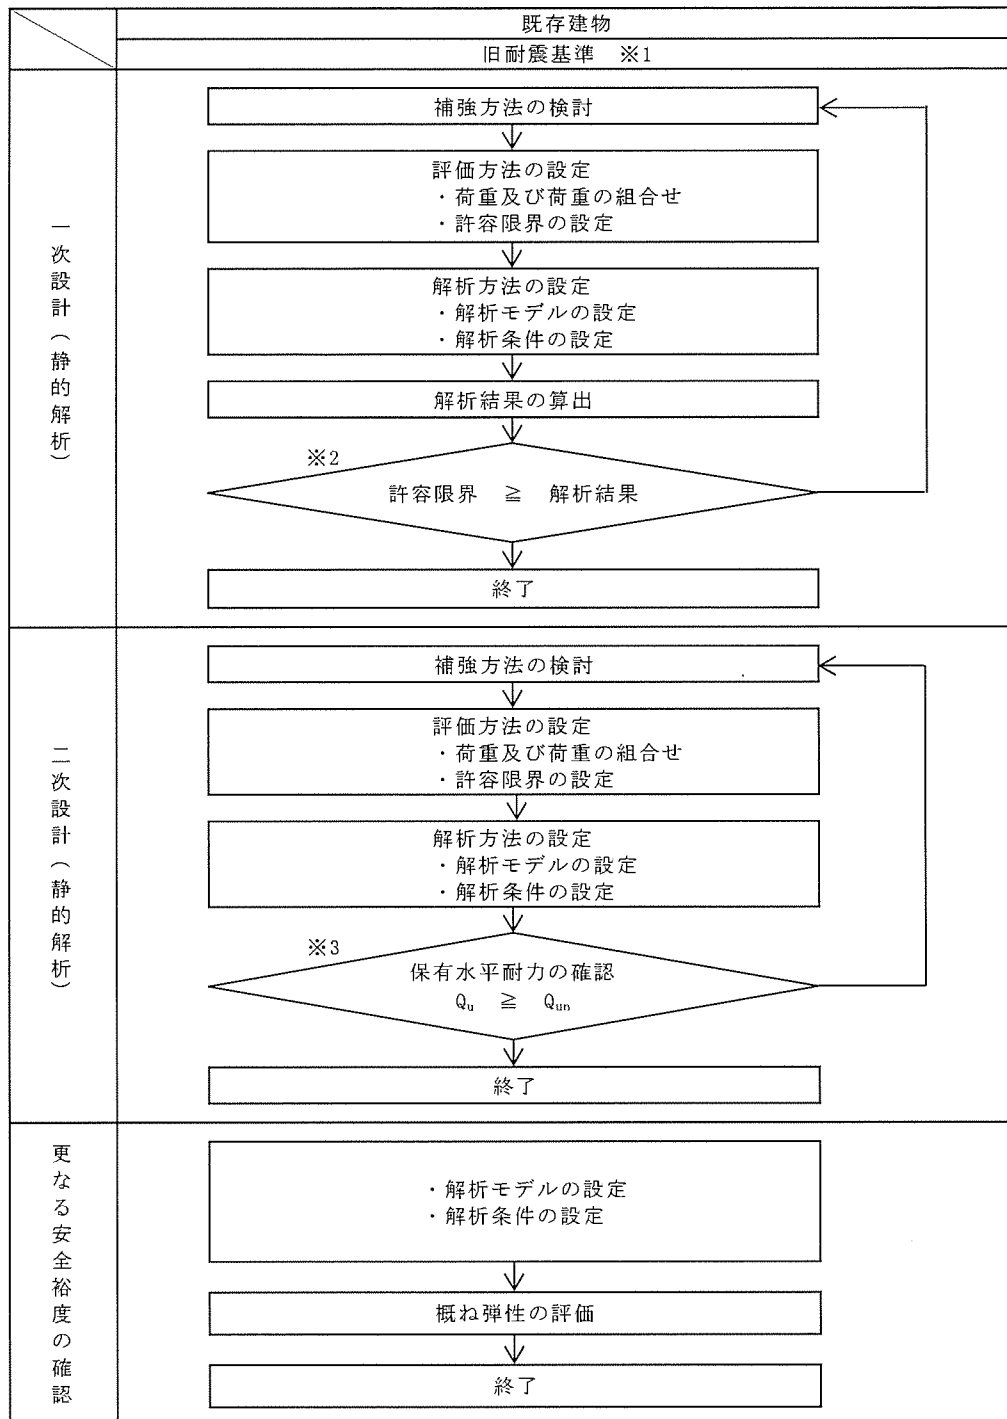 既存建物
旧耐震基準 ※1
一次設計（静的解析）
補強方法の検討
評価方法の設定
・荷重及び荷重の組合せ
・許容限界の設定
解析方法の設定
・解析モデルの設定
・解析条件の設定
解析結果の算出
※2
許容限界 ≧ 解析結果
終了
二次設計（静的解析）
補強方法の検討
評価方法の設定
・荷重及び荷重の組合せ
・許容限界の設定
解析方法の設定
・解析モデルの設定
・解析条件の設定
※3
保有水平耐力の確認
Qu ≧ Qun
終了
更なる安全裕度の確認
・解析モデルの設定
・解析条件の設定
概ね弾性の評価
終了